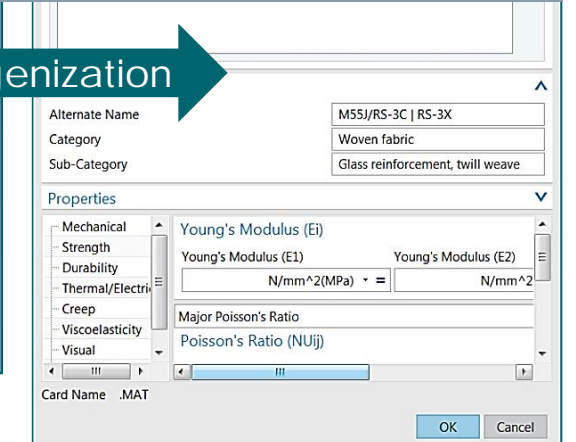 enization
Alternate Name M55J/RS-3C | RS-3X
Category Woven fabric
Sub-Category Glass reinforcement, twill weave
Properties
Mechanical
Strength
Durability
Thermal/Electri
Creep
Viscoelasticity
Visual
Young's Modulus (Ei)
Young's Modulus (E1) Young's Modulus (E2)
N/mm^2(MPa) = N/mm^2
Major Poisson's Ratio
Poisson's Ratio (NUij)
Card Name .MAT
OK Cancel